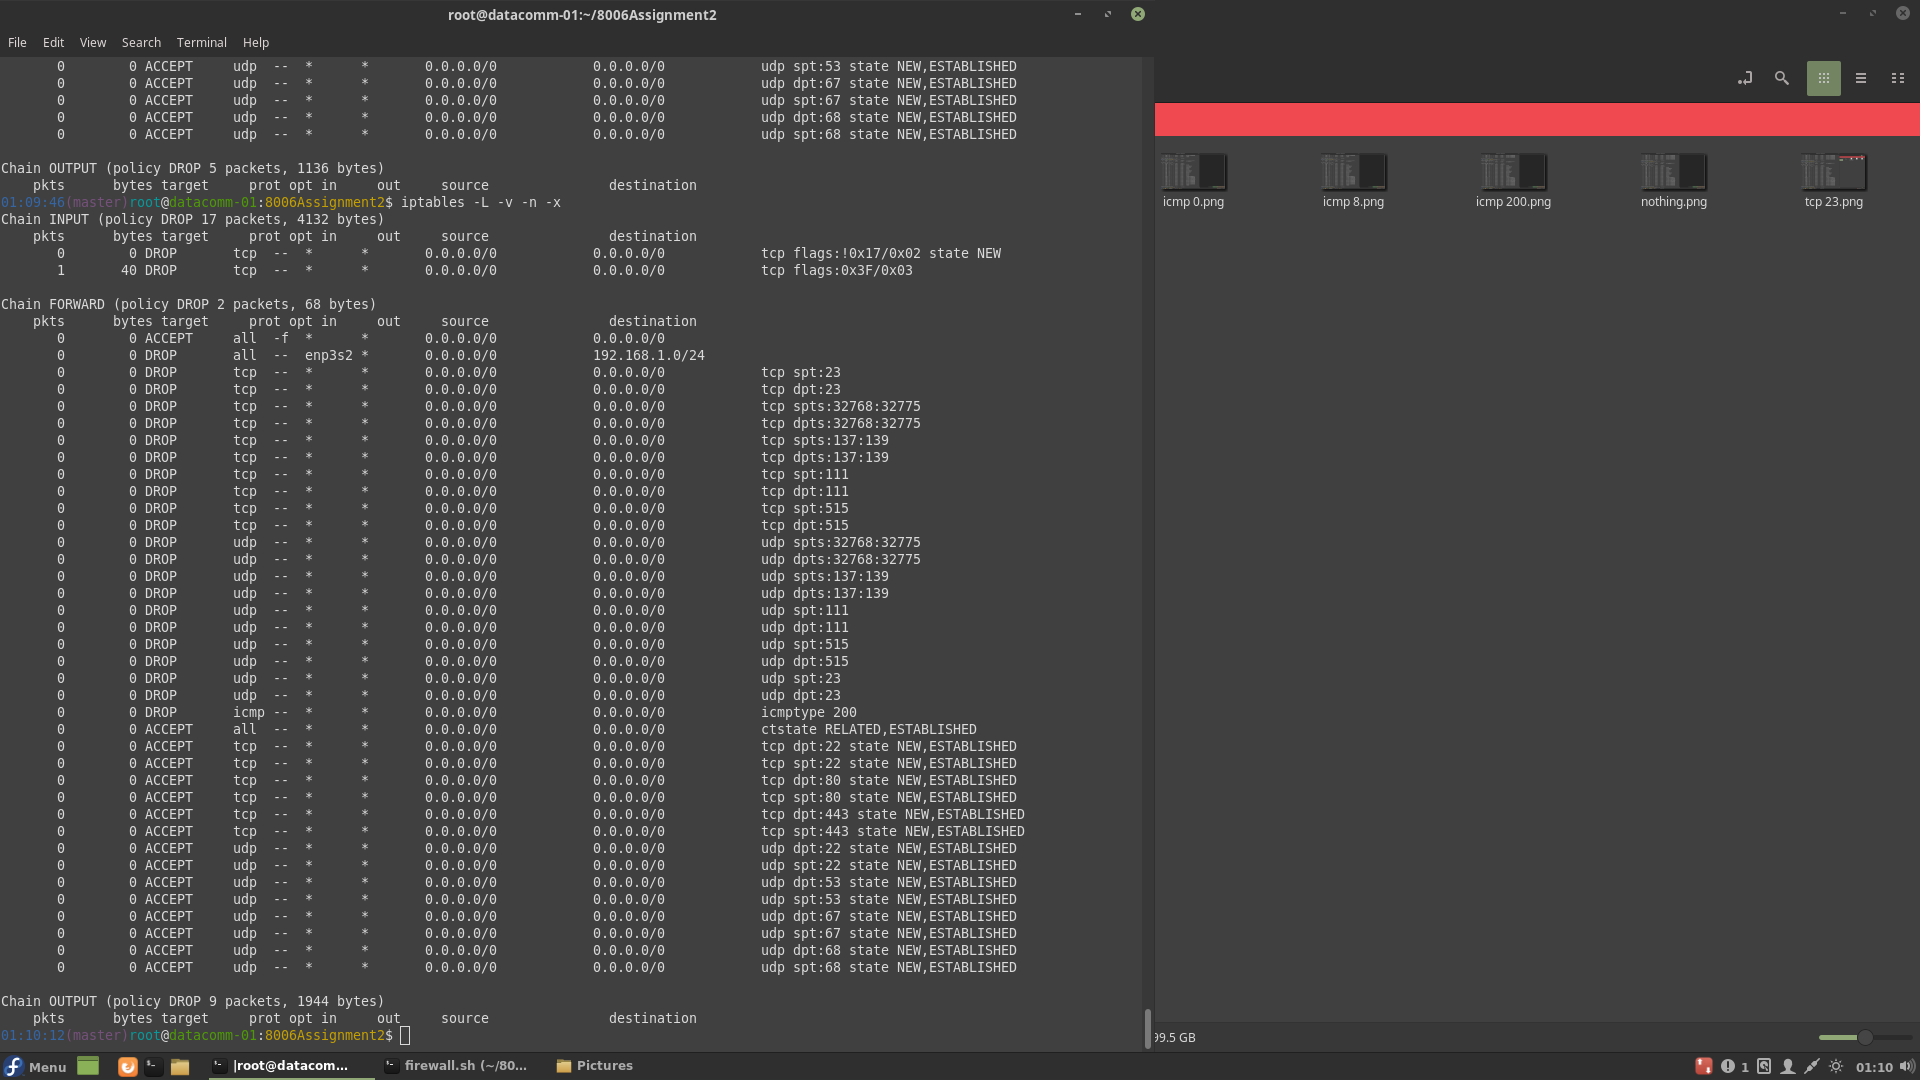 root@datacomm-01:~/8006Assignment2
File Edit View Search Terminal Help
0 0 ACCEPT udp -- * * 0.0.0.0/0 0.0.0.0/0 udp spt:53 state NEW,ESTABLISHED
0 0 ACCEPT udp -- * * 0.0.0.0/0 0.0.0.0/0 udp dpt:67 state NEW,ESTABLISHED
0 0 ACCEPT udp -- * * 0.0.0.0/0 0.0.0.0/0 udp spt:67 state NEW,ESTABLISHED
0 0 ACCEPT udp -- * * 0.0.0.0/0 0.0.0.0/0 udp dpt:68 state NEW,ESTABLISHED
0 0 ACCEPT udp -- * * 0.0.0.0/0 0.0.0.0/0 udp spt:68 state NEW,ESTABLISHED
Chain OUTPUT (policy DROP 5 packets, 1136 bytes)
pkts bytes target prot opt in out source destination
01:09:46(master)root@datacomm-01:8006Assignment2$ iptables -L -v -n -x
Chain INPUT (policy DROP 17 packets, 4132 bytes)
pkts bytes target prot opt in out source destination
0 0 DROP tcp -- * * 0.0.0.0/0 0.0.0.0/0 tcp flags:!0x17/0x02 state NEW
1 40 DROP tcp -- * * 0.0.0.0/0 0.0.0.0/0 tcp flags:0x3F/0x03
Chain FORWARD (policy DROP 2 packets, 68 bytes)
pkts bytes target prot opt in out source destination
0 0 ACCEPT all -f * * 0.0.0.0/0 0.0.0.0/0
0 0 DROP all -- enp3s2 * 0.0.0.0/0 192.168.1.0/24
0 0 DROP tcp -- * * 0.0.0.0/0 0.0.0.0/0 tcp spt:23
0 0 DROP tcp -- * * 0.0.0.0/0 0.0.0.0/0 tcp dpt:23
0 0 DROP tcp -- * * 0.0.0.0/0 0.0.0.0/0 tcp spts:32768:32775
0 0 DROP tcp -- * * 0.0.0.0/0 0.0.0.0/0 tcp dpts:32768:32775
0 0 DROP tcp -- * * 0.0.0.0/0 0.0.0.0/0 tcp spts:137:139
0 0 DROP tcp -- * * 0.0.0.0/0 0.0.0.0/0 tcp dpts:137:139
0 0 DROP tcp -- * * 0.0.0.0/0 0.0.0.0/0 tcp spt:111
0 0 DROP tcp -- * * 0.0.0.0/0 0.0.0.0/0 tcp dpt:111
0 0 DROP tcp -- * * 0.0.0.0/0 0.0.0.0/0 tcp spt:515
0 0 DROP tcp -- * * 0.0.0.0/0 0.0.0.0/0 tcp dpt:515
0 0 DROP udp -- * * 0.0.0.0/0 0.0.0.0/0 udp spts:32768:32775
0 0 DROP udp -- * * 0.0.0.0/0 0.0.0.0/0 udp dpts:32768:32775
0 0 DROP udp -- * * 0.0.0.0/0 0.0.0.0/0 udp spts:137:139
0 0 DROP udp -- * * 0.0.0.0/0 0.0.0.0/0 udp dpts:137:139
0 0 DROP udp -- * * 0.0.0.0/0 0.0.0.0/0 udp spt:111
0 0 DROP udp -- * * 0.0.0.0/0 0.0.0.0/0 udp dpt:111
0 0 DROP udp -- * * 0.0.0.0/0 0.0.0.0/0 udp spt:515
0 0 DROP udp -- * * 0.0.0.0/0 0.0.0.0/0 udp dpt:515
0 0 DROP udp -- * * 0.0.0.0/0 0.0.0.0/0 udp spt:23
0 0 DROP udp -- * * 0.0.0.0/0 0.0.0.0/0 udp dpt:23
0 0 DROP icmp -- * * 0.0.0.0/0 0.0.0.0/0 icmptype 200
0 0 ACCEPT all -- * * 0.0.0.0/0 0.0.0.0/0 ctstate RELATED,ESTABLISHED
0 0 ACCEPT tcp -- * * 0.0.0.0/0 0.0.0.0/0 tcp dpt:22 state NEW,ESTABLISHED
0 0 ACCEPT tcp -- * * 0.0.0.0/0 0.0.0.0/0 tcp spt:22 state NEW,ESTABLISHED
0 0 ACCEPT tcp -- * * 0.0.0.0/0 0.0.0.0/0 tcp dpt:80 state NEW,ESTABLISHED
0 0 ACCEPT tcp -- * * 0.0.0.0/0 0.0.0.0/0 tcp spt:80 state NEW,ESTABLISHED
0 0 ACCEPT tcp -- * * 0.0.0.0/0 0.0.0.0/0 tcp dpt:443 state NEW,ESTABLISHED
0 0 ACCEPT tcp -- * * 0.0.0.0/0 0.0.0.0/0 tcp spt:443 state NEW,ESTABLISHED
0 0 ACCEPT udp -- * * 0.0.0.0/0 0.0.0.0/0 udp dpt:22 state NEW,ESTABLISHED
0 0 ACCEPT udp -- * * 0.0.0.0/0 0.0.0.0/0 udp spt:22 state NEW,ESTABLISHED
0 0 ACCEPT udp -- * * 0.0.0.0/0 0.0.0.0/0 udp dpt:53 state NEW,ESTABLISHED
0 0 ACCEPT udp -- * * 0.0.0.0/0 0.0.0.0/0 udp spt:53 state NEW,ESTABLISHED
0 0 ACCEPT udp -- * * 0.0.0.0/0 0.0.0.0/0 udp dpt:67 state NEW,ESTABLISHED
0 0 ACCEPT udp -- * * 0.0.0.0/0 0.0.0.0/0 udp spt:67 state NEW,ESTABLISHED
0 0 ACCEPT udp -- * * 0.0.0.0/0 0.0.0.0/0 udp dpt:68 state NEW,ESTABLISHED
0 0 ACCEPT udp -- * * 0.0.0.0/0 0.0.0.0/0 udp spt:68 state NEW,ESTABLISHED
Chain OUTPUT (policy DROP 9 packets, 1944 bytes)
pkts bytes target prot opt in out source destination
01:10:12(master)root@datacomm-01:8006Assignment2$
icmp 0.png icmp 8.png icmp 200.png nothing.png tcp 23.png
99.5 GB
Menu |root@datacom... firewall.sh (~/80... Pictures 1 01:10